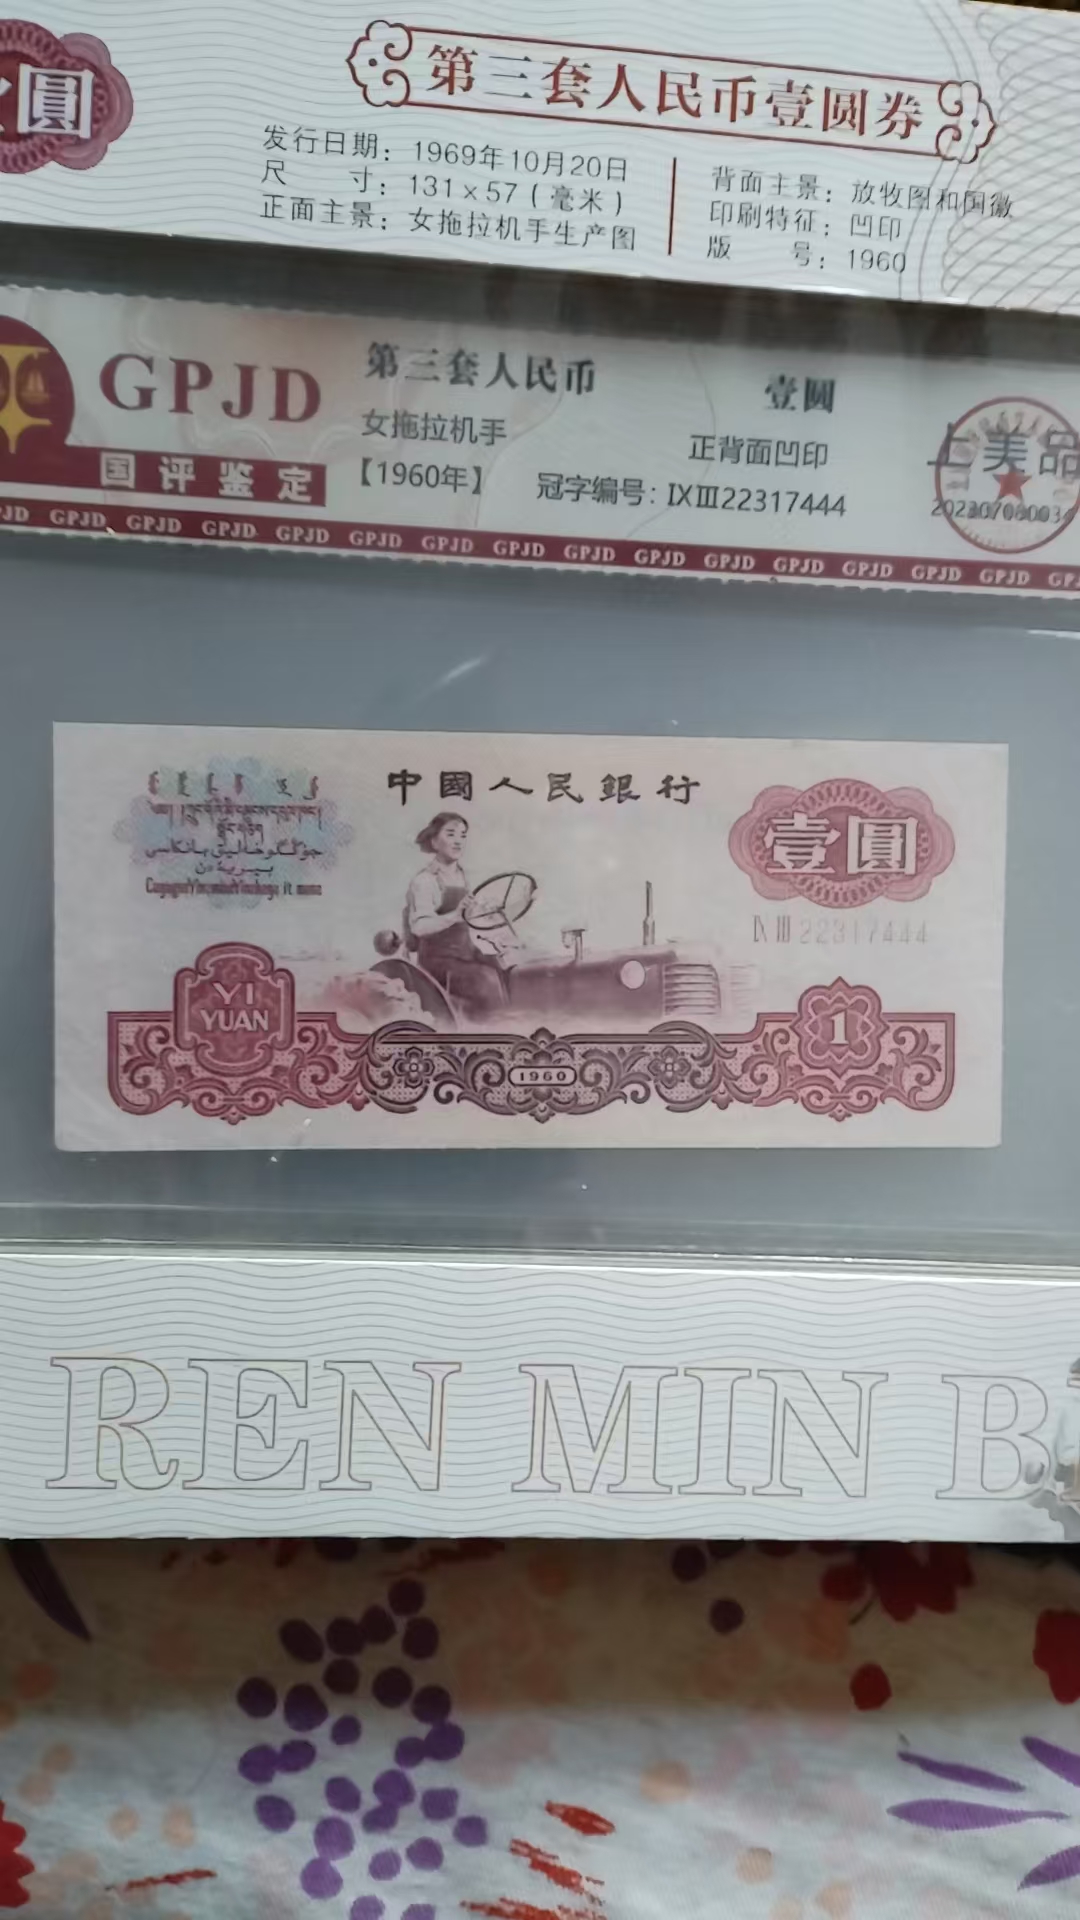 圓
第三套人民币壹圆券
发行日期：1969年10月20日
尺　　寸：131×57（毫米）
正面主景：女拖拉机手生产图
背面主景：放牧图和国徽
印刷特征：凹印
版　　号：1960
GPJD
国评鉴定
第三套人民币
壹圆
女拖拉机手
正背面凹印
【1960年】
冠字编号：ⅨⅢ22317444
上美品
JD GPJD GPJD GPJD GPJD GPJD GPJD GPJD GPJD GPJD GPJD GPJD GPJD GPJD GP
中國人民銀行
壹圓
ⅨⅢ22317444
YI
YUAN
1
1960
REN MIN B